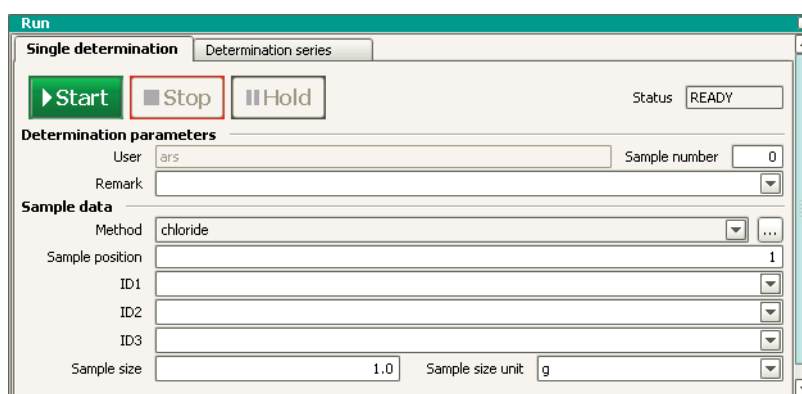 Run
Single determination Determination series
Start Stop Hold Status READY
Determination parameters
User ars Sample number 0
Remark
Sample data
Method chloride ...
Sample position 1
ID1
ID2
ID3
Sample size 1.0 Sample size unit g